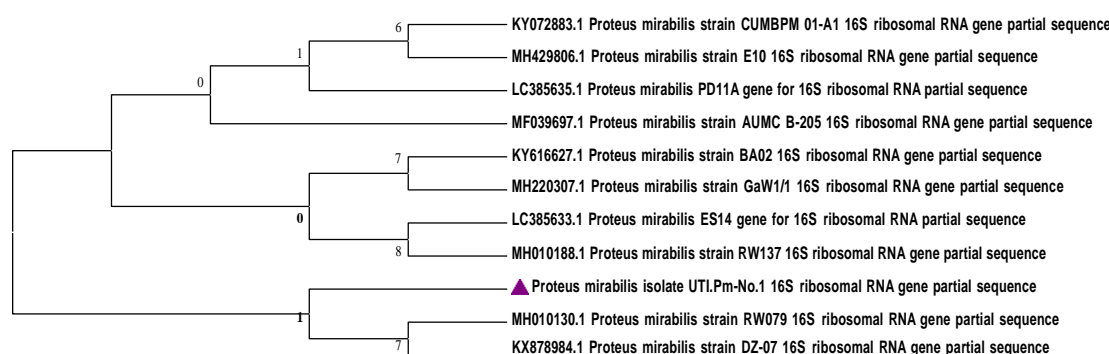 6
KY072883.1 Proteus mirabilis strain CUMBPM 01-A1 16S ribosomal RNA gene partial sequence
1
MH429806.1 Proteus mirabilis strain E10 16S ribosomal RNA gene partial sequence
0
LC385635.1 Proteus mirabilis PD11A gene for 16S ribosomal RNA partial sequence
MF039697.1 Proteus mirabilis strain AUMC B-205 16S ribosomal RNA gene partial sequence
7
KY616627.1 Proteus mirabilis strain BA02 16S ribosomal RNA gene partial sequence
MH220307.1 Proteus mirabilis strain GaW1/1 16S ribosomal RNA gene partial sequence
0
LC385633.1 Proteus mirabilis ES14 gene for 16S ribosomal RNA partial sequence
8
MH010188.1 Proteus mirabilis strain RW137 16S ribosomal RNA gene partial sequence
Proteus mirabilis isolate UTI.Pm-No.1 16S ribosomal RNA gene partial sequence
1
MH010130.1 Proteus mirabilis strain RW079 16S ribosomal RNA gene partial sequence
7
KX878984.1 Proteus mirabilis strain DZ-07 16S ribosomal RNA gene partial sequence